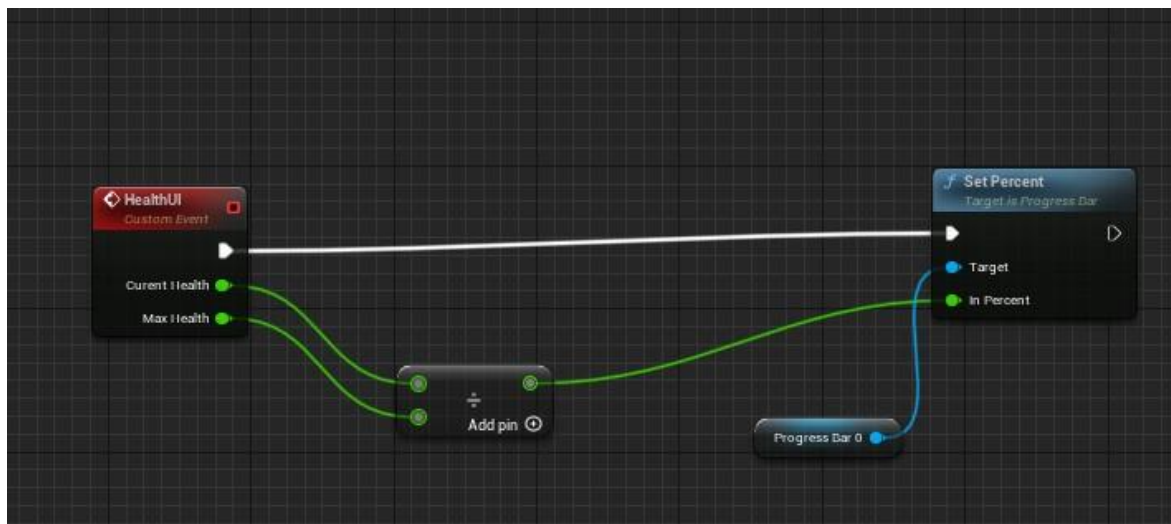 HealthUI
Custom Event
Curent Health
Max Health
÷
Add pin
f Set Percent
Target is Progress Bar
Target
In Percent
Progress Bar 0